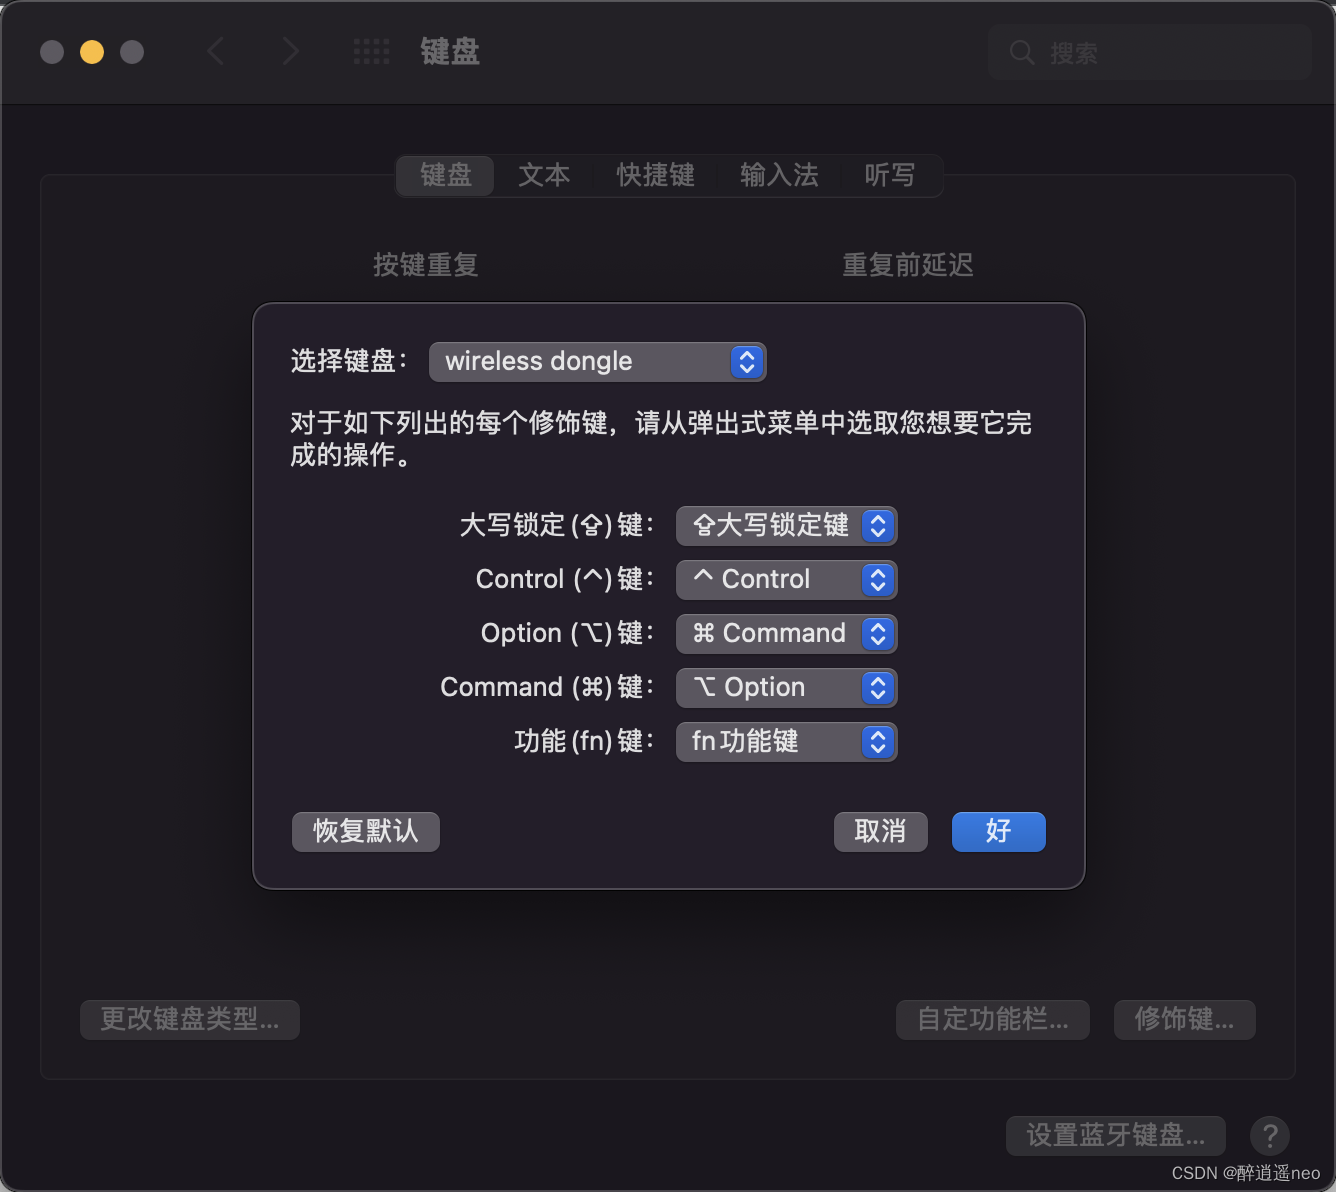 键盘
搜索
键盘 文本 快捷键 输入法 听写
按键重复 重复前延迟
选择键盘： wireless dongle
对于如下列出的每个修饰键，请从弹出式菜单中选取您想要它完
成的操作。
大写锁定 (⇪) 键： ⇪大写锁定键
Control (^) 键： ^ Control
Option (⌥) 键： ⌘ Command
Command (⌘) 键： ⌥ Option
功能 (fn) 键： fn功能键
恢复默认 取消 好
更改键盘类型... 自定功能栏... 修饰键...
设置蓝牙键盘... ?
CSDN @醉逍遥neo